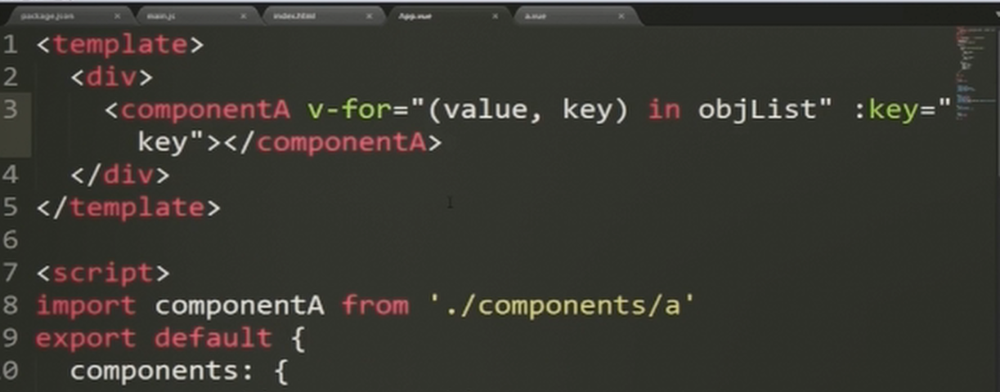 package.json × main.js × index.html × App.vue × a.vue ×
1 <template>
2 <div>
3 <componentA v-for="(value, key) in objList" :key="
key"></componentA>
4 </div>
5 </template>
6
7 <script>
8 import componentA from './components/a'
9 export default {
0 components: {